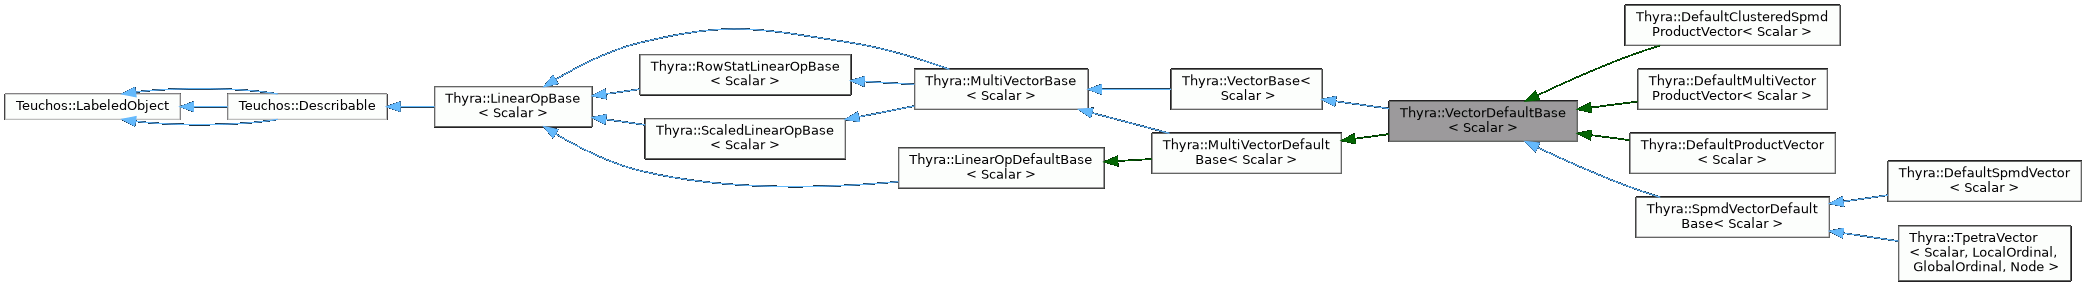 Teuchos::LabeledObject
Teuchos::Describable
Thyra::LinearOpBase
< Scalar >
Thyra::RowStatLinearOpBase
< Scalar >
Thyra::ScaledLinearOpBase
< Scalar >
Thyra::LinearOpDefaultBase
< Scalar >
Thyra::MultiVectorBase
< Scalar >
Thyra::VectorBase<
Scalar >
Thyra::MultiVectorDefault
Base< Scalar >
Thyra::VectorDefaultBase
< Scalar >
Thyra::DefaultClusteredSpmd
ProductVector< Scalar >
Thyra::DefaultMultiVector
ProductVector< Scalar >
Thyra::DefaultProductVector
< Scalar >
Thyra::SpmdVectorDefault
Base< Scalar >
Thyra::DefaultSpmdVector
< Scalar >
Thyra::TpetraVector
< Scalar, LocalOrdinal,
GlobalOrdinal, Node >